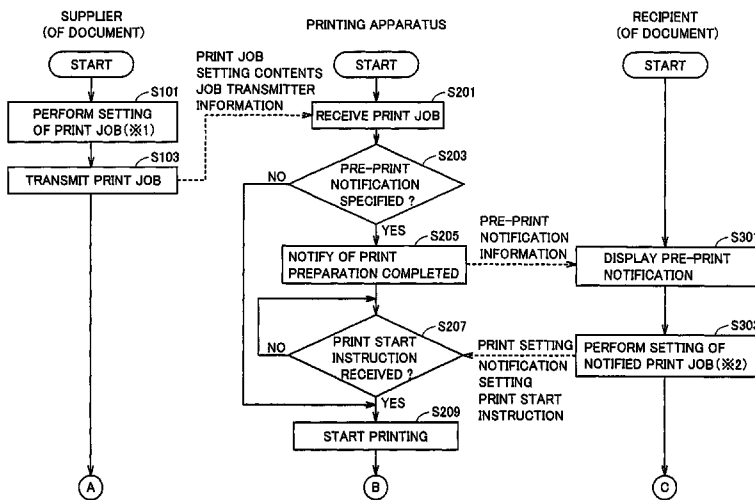 SUPPLIER
(OF DOCUMENT)
PRINTING APPARATUS
RECIPIENT
(OF DOCUMENT)
START
START
START
PRINT JOB
SETTING CONTENTS
JOB TRANSMITTER
INFORMATION
S101
PERFORM SETTING
OF PRINT JOB(※1)
S201
RECEIVE PRINT JOB
S103
TRANSMIT PRINT JOB
S203
PRE-PRINT
NOTIFICATION
SPECIFIED ?
NO
YES
S205
NOTIFY OF PRINT
PREPARATION COMPLETED
PRE-PRINT
NOTIFICATION
INFORMATION
S301
DISPLAY PRE-PRINT
NOTIFICATION
S207
PRINT START
INSTRUCTION
RECEIVED ?
NO
YES
PRINT SETTING
NOTIFICATION
SETTING
PRINT START
INSTRUCTION
S303
PERFORM SETTING OF
NOTIFIED PRINT JOB(※2)
S209
START PRINTING
A
B
C